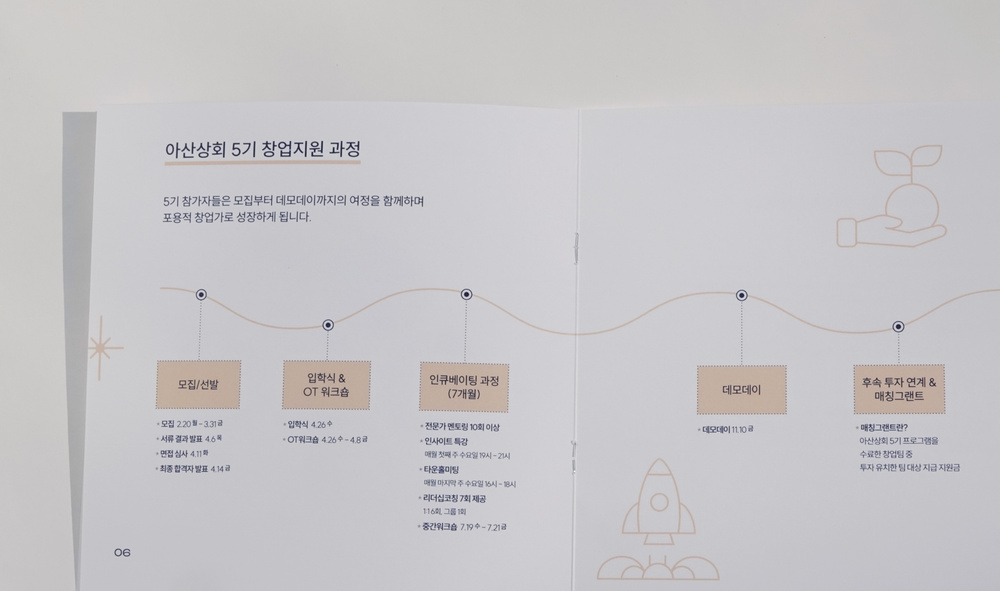 아산상회 5기 창업지원 과정
5기 참가자들은 모집부터 데모데이까지의 여정을 함께하며
포용적 창업가로 성장하게 됩니다.
모집/선발
• 모집 2.20 월 - 3.31 금
• 서류 결과 발표 4.6 목
• 면접 심사 4.11 화
• 최종 합격자 발표 4.14 금
입학식 &
OT 워크숍
• 입학식 4.26 수
• OT워크숍 4.26 수 - 4.8 금
인큐베이팅 과정
(7개월)
• 전문가 멘토링 10회 이상
• 인사이트 특강
매월 첫째 주 수요일 19시 - 21시
• 타운홀미팅
매월 마지막 주 수요일 16시 - 18시
• 리더십코칭 7회 제공
1:1 6회, 그룹 1회
• 중간워크숍 7.19 수 - 7.21 금
데모데이
• 데모데이 11.10 금
후속 투자 연계 &
매칭그랜트
• 매칭그랜트란?
아산상회 5기 프로그램을
수료한 창업팀 중
투자 유치한 팀 대상 지급 지원금
06